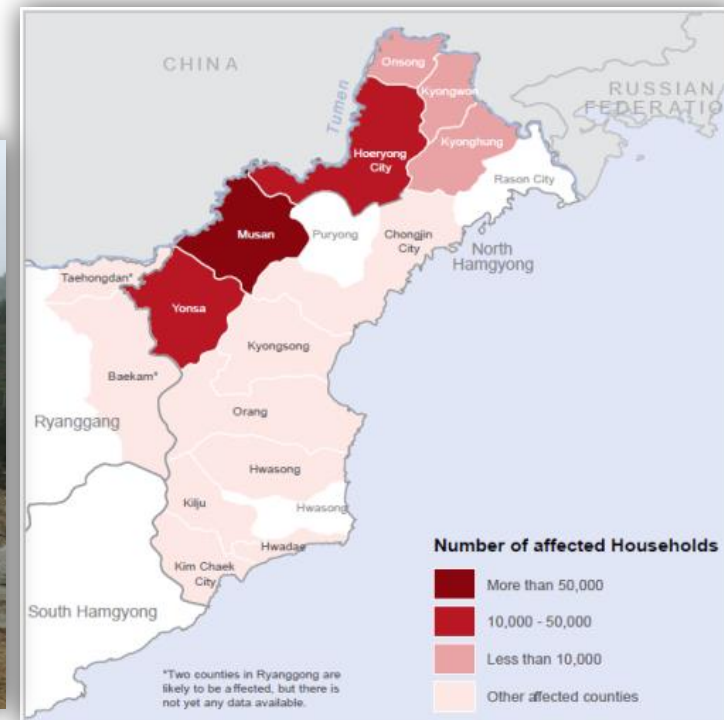 CHINA
Onsong
RUSSIAN
FEDERATIO
Kyongwon
Tumen
Kyonghung
Hoeryong
City
Rason City
Musan
Puryong
Chongjin
City
North
Hamgyong
Taehongdan*
Yonsa
Kyongsong
Baekam*
Ryanggang
Orang
Hwasong
Kilju
Hwasong
Hwadae
Kim Chaek
City
South Hamgyong
*Two counties in Ryanggong are
likely to be affected, but there is
not yet any data available.
Number of affected Households
More than 50,000
10,000 - 50,000
Less than 10,000
Other affected counties